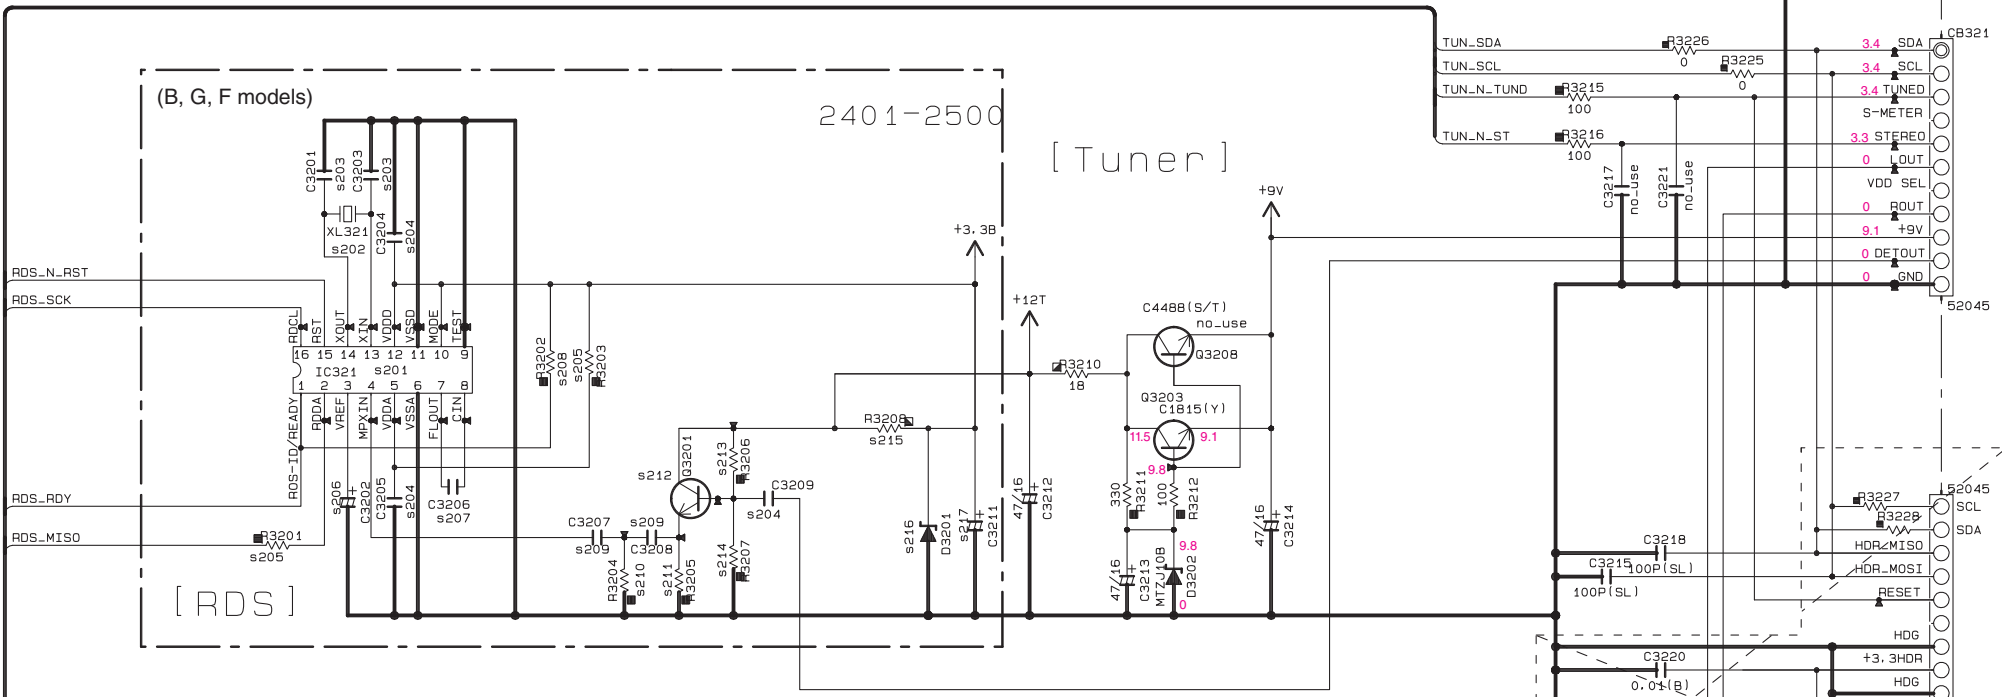 (B, G, F models)
2401-2500
[ Tuner ]
[ RDS ]
RDS_N_RST
RDS_SCK
RDS_RDY
RDS_MISO
R3201
s205
C3201
s203
C3203
s203
XL321
s202
C3204
s204
RDCL
RST
XOUT
XIN
VDDD
VSSD
MODE
TEST
16 15 14 13 12 11 10 9
IC321
s201
1 2 3 4 5 6 7 8
ROS-ID/READY
RDDA
VREF
MPXIN
VDDA
VSSA
FLOUT
CIN
s206
C3202
C3205
s204
C3206
s207
R3202
s208
s205
R3203
C3207
s209
s209
C3208
R3204
s210
s211
R3205
s212
Q3201
s213
R3206
s214
R3207
C3209
s204
R3208
s215
s216
D3201
s217
C3211
+3.3B
+12T
47/16
C3212
R3210
18
C4488(S/T)
no_use
Q3208
Q3203
C1815(Y)
11.5
9.1
9.8
330
R3211
100
R3212
47/16
C3213
MTZJ10B
D3202
9.8
0
47/16
C3214
+9V
TUN_SDA
TUN_SCL
TUN_N_TUND
TUN_N_ST
R3226
0
R3225
0
R3215
100
R3216
100
C3217
no_use
C3221
no_use
CB321
3.4 SDA
3.4 SCL
3.4 TUNED
S-METER
3.3 STEREO
0 LOUT
VDD SEL
0 ROUT
9.1 +9V
0 DETOUT
0 GND
52045
52045
R3227
SCL
R3228
SDA
HDR_MISO
HDR_MOSI
RESET
HDG
+3.3HDR
HDG
C3218
100P(SL)
C3215
100P(SL)
C3220
0.01(B)